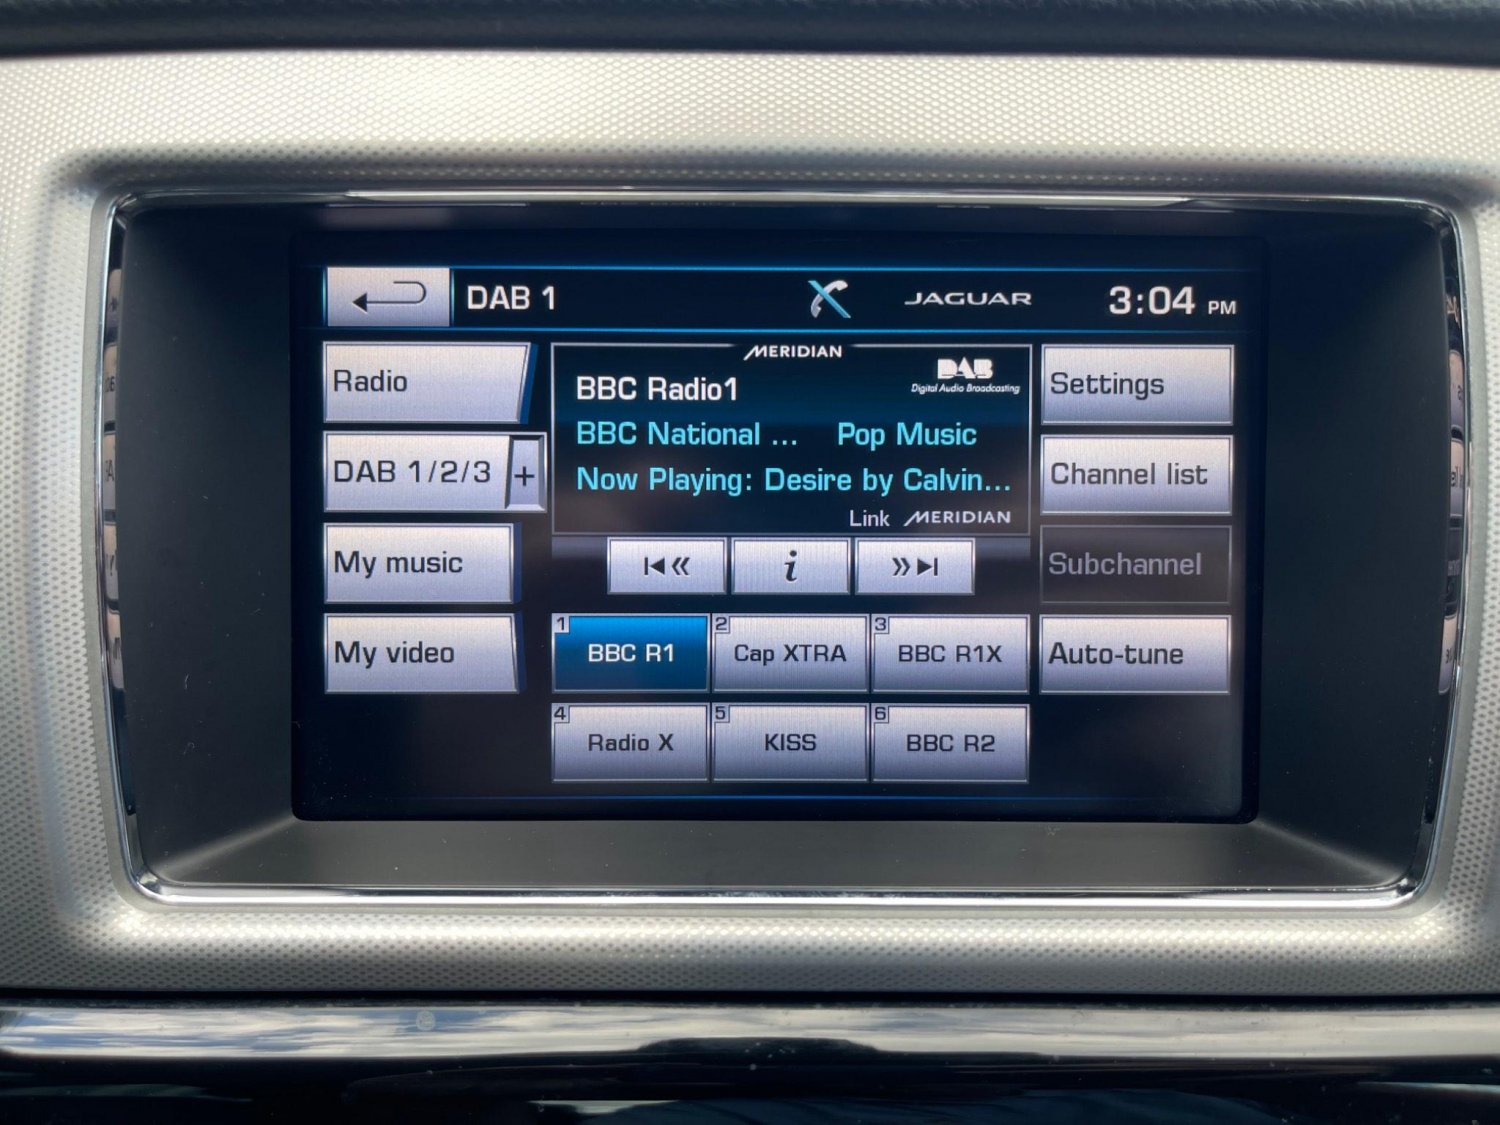 DAB 1
JAGUAR
3:04 PM
Radio
DAB 1/2/3 +
My music
My video
MERIDIAN
DAB
Digital Audio Broadcasting
BBC Radio1
BBC National ... Pop Music
Now Playing: Desire by Calvin...
Link MERIDIAN
i
1 BBC R1
2 Cap XTRA
3 BBC R1X
4 Radio X
5 KISS
6 BBC R2
Settings
Channel list
Subchannel
Auto-tune